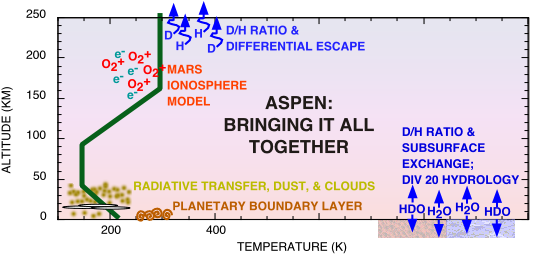 250
200
150
100
50
0
ALTITUDE (KM)
200
400
TEMPERATURE (K)
D
H
H
D
D/H RATIO &
DIFFERENTIAL ESCAPE
e-
O2+
O2+
e-
O2+
e-
O2+
e-
MARS
IONOSPHERE
MODEL
ASPEN:
BRINGING IT ALL
TOGETHER
D/H RATIO &
SUBSURFACE
EXCHANGE;
DIV 20 HYDROLOGY
RADIATIVE TRANSFER, DUST, & CLOUDS
PLANETARY BOUNDARY LAYER
HDO
H2O
H2O
HDO